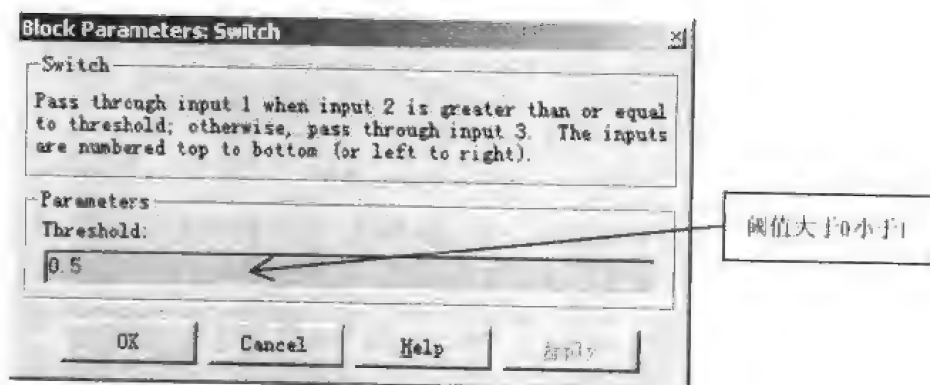 Block Parameters: Switch
Switch
Pass through input 1 when input 2 is greater than or equal
to threshold; otherwise, pass through input 3. The inputs
are numbered top to bottom (or left to right).
Parameters
Threshold:
0.5
OK
Cancel
Help
Apply
阈值大于0小于1